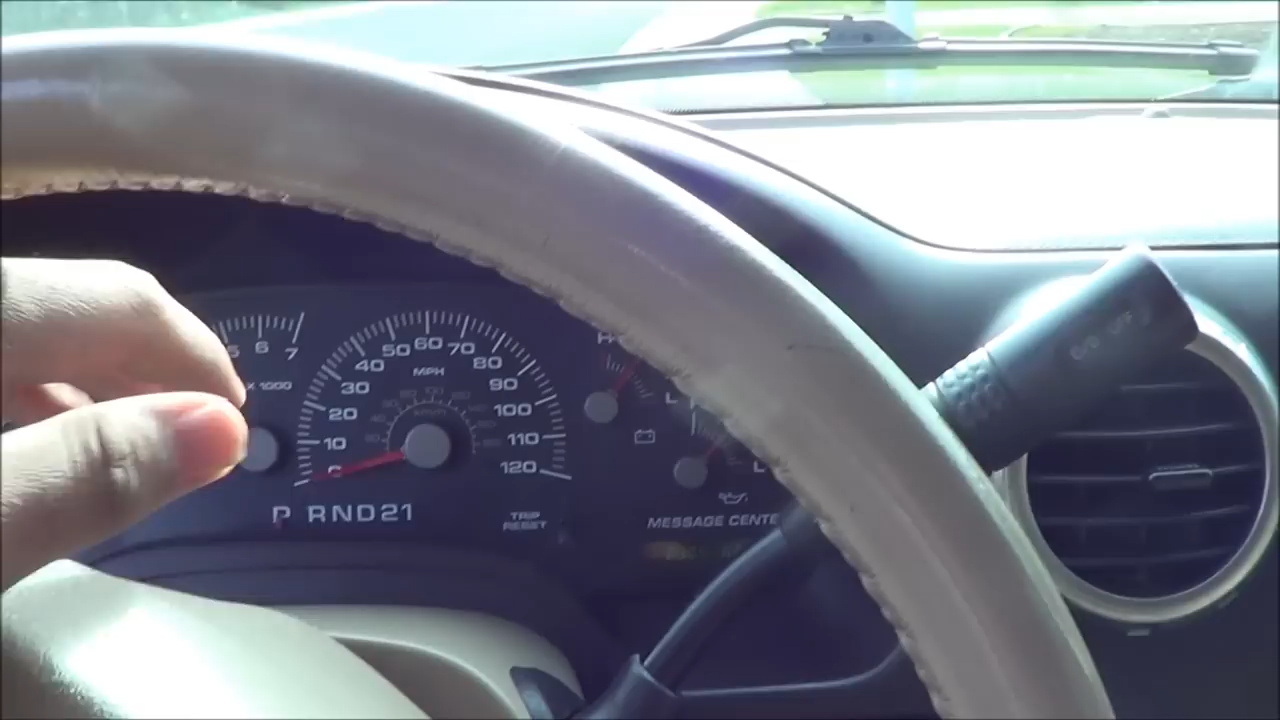 5 6 7
x 1000
10 20 30 40 50 60 70 80 90 100 110 120
MPH
H
L
L
P RND21
TRIP
RESET
MESSAGE CENTE
O/D OFF